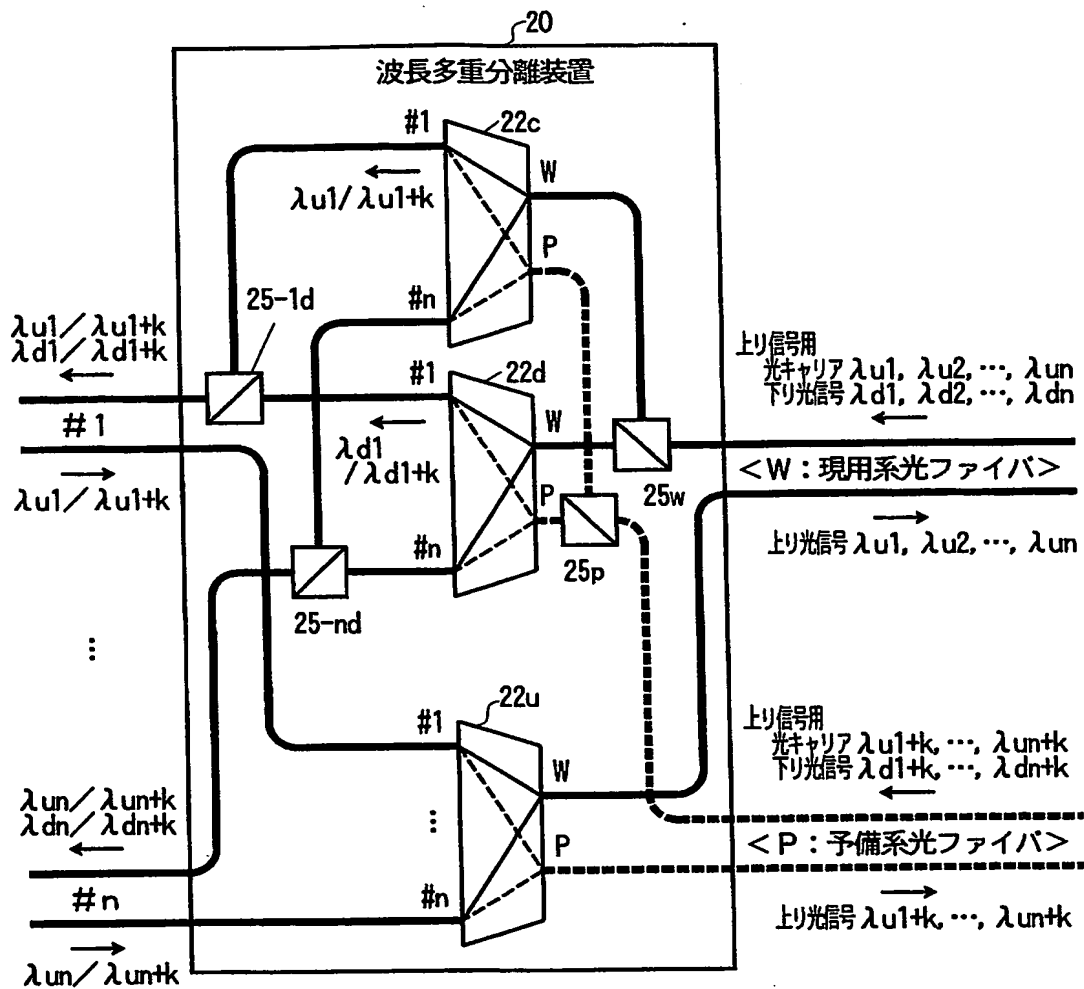 20
波長多重分離装置
#1
22c
W
λu1/λu1+k
P
25-1d
#n
λu1/λu1+k
λd1/λd1+k
#1
22d
上り信号用
光キャリア λu1, λu2, …, λun
下り光信号 λd1, λd2, …, λdn
W
#1
λd1
/λd1+k
25w
<W:現用系光ファイバ>
λu1/λu1+k
P
#n
25p
上り光信号 λu1, λu2, …, λun
25-nd
⋮
22u
#1
上り信号用
光キャリア λu1+k, …, λun+k
下り光信号 λd1+k, …, λdn+k
W
λun/λun+k
λdn/λdn+k
⋮
P
<P:予備系光ファイバ>
#n
#n
上り光信号 λu1+k, …, λun+k
λun/λun+k